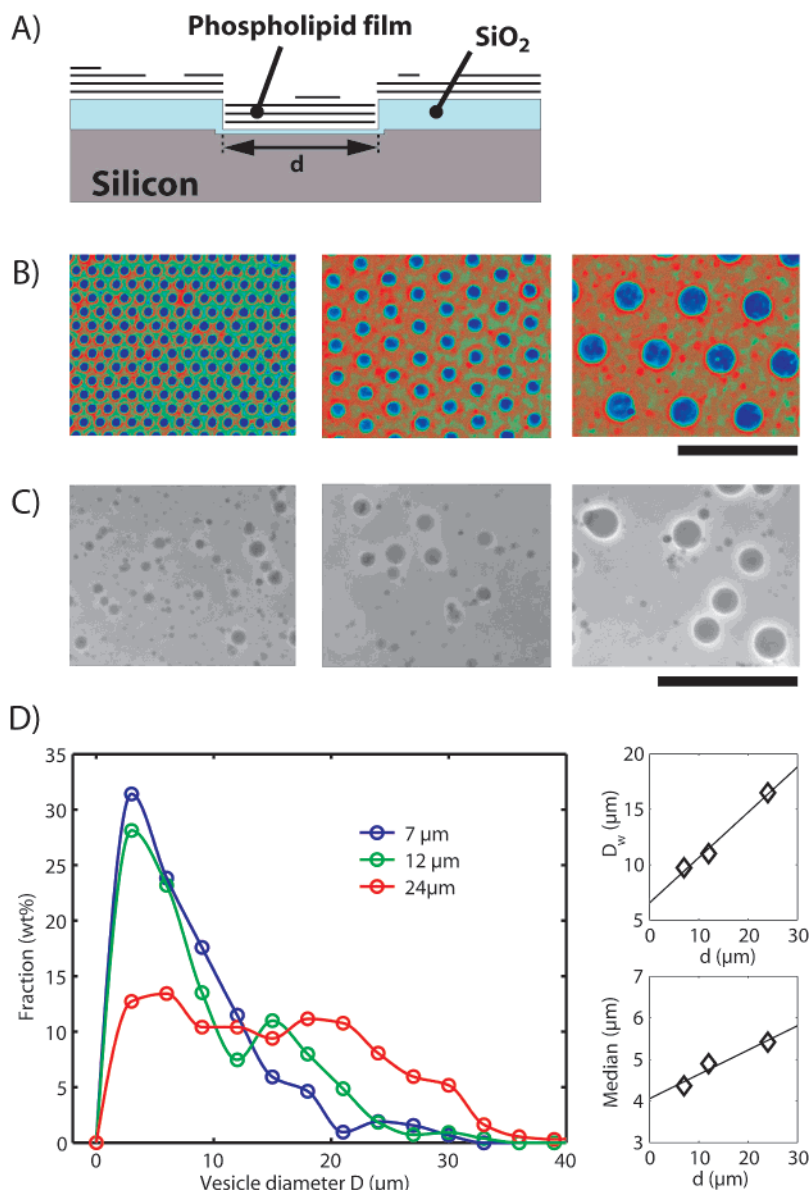 A)
Phospholipid film
SiO2
d
Silicon
B)
C)
D)
35
30
25
20
15
10
5
0
Fraction (wt%)
7 µm
12 µm
24µm
0 10 20 30 40
Vesicle diameter D (µm)
20
15
10
5
Dw (µm)
0 10 20 30
d (µm)
7
6
5
4
3
Median (µm)
0 10 20 30
d (µm)